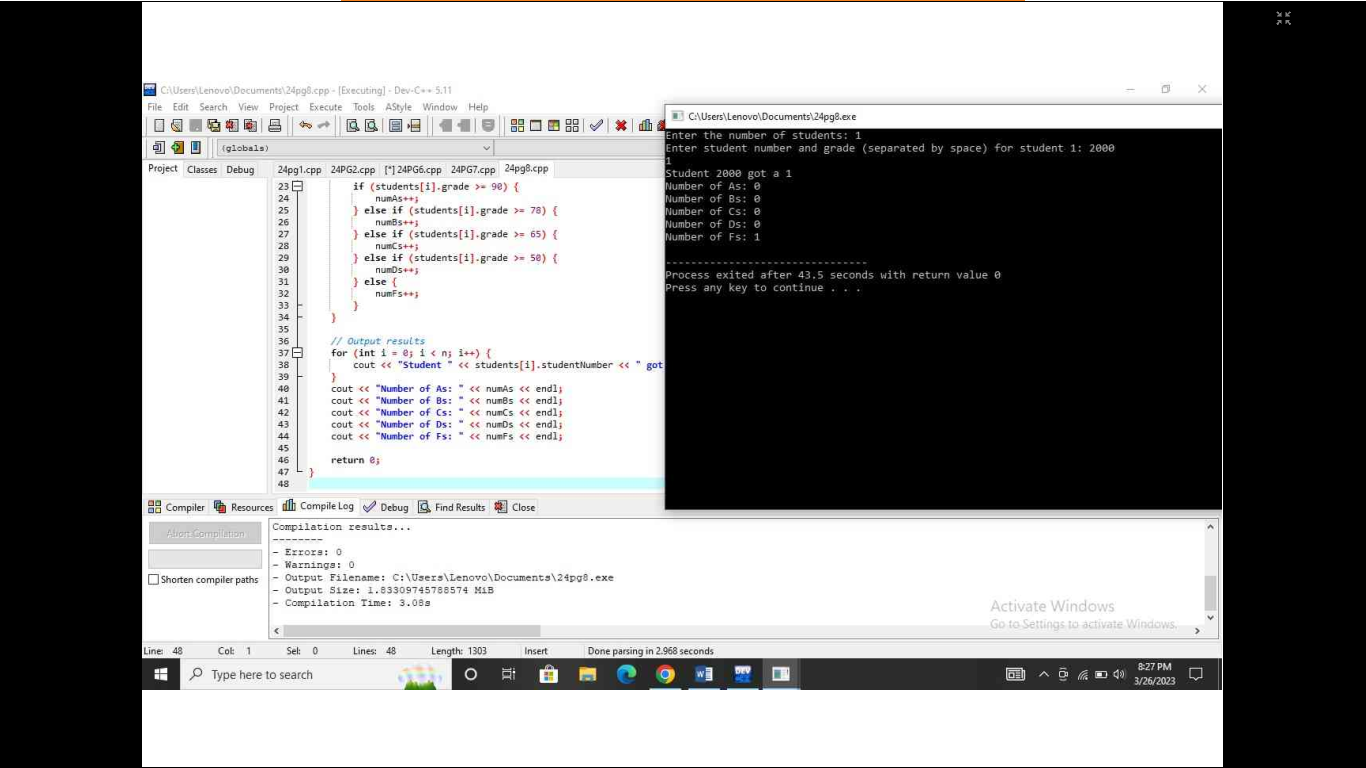 C:\Users\Lenovo\Documents\24pg8.cpp - [Executing] - Dev-C++ 5.11
File Edit Search View Project Execute Tools AStyle Window Help
C:\Users\Lenovo\Documents\24pg8.exe
(globals)
Project Classes Debug
24pg1.cpp 24PG2.cpp [*] 24PG6.cpp 24PG7.cpp 24pg8.cpp
23 if (students[i].grade >= 90) {
24 numAs++;
25 } else if (students[i].grade >= 78) {
26 numBs++;
27 } else if (students[i].grade >= 65) {
28 numCs++;
29 } else if (students[i].grade >= 50) {
30 numDs++;
31 } else {
32 numFs++;
33 }
34 }
35
36 // Output results
37 for (int i = 0; i < n; i++) {
38 cout << "Student " << students[i].studentNumber << " got
39 }
40 cout << "Number of As: " << numAs << endl;
41 cout << "Number of Bs: " << numBs << endl;
42 cout << "Number of Cs: " << numCs << endl;
43 cout << "Number of Ds: " << numDs << endl;
44 cout << "Number of Fs: " << numFs << endl;
45
46 return 0;
47 }
48
Enter the number of students: 1
Enter student number and grade (separated by space) for student 1: 2000
1
Student 2000 got a 1
Number of As: 0
Number of Bs: 0
Number of Cs: 0
Number of Ds: 0
Number of Fs: 1
--------------------------------
Process exited after 43.5 seconds with return value 0
Press any key to continue . . .
Compiler Resources Compile Log Debug Find Results Close
Abort Compilation
Shorten compiler paths
Compilation results...
--------
- Errors: 0
- Warnings: 0
- Output Filename: C:\Users\Lenovo\Documents\24pg8.exe
- Output Size: 1.83309745788574 MiB
- Compilation Time: 3.08s
Activate Windows
Go to Settings to activate Windows.
Line: 48 Col: 1 Sel: 0 Lines: 48 Length: 1303 Insert Done parsing in 2.968 seconds
Type here to search
8:27 PM
3/26/2023